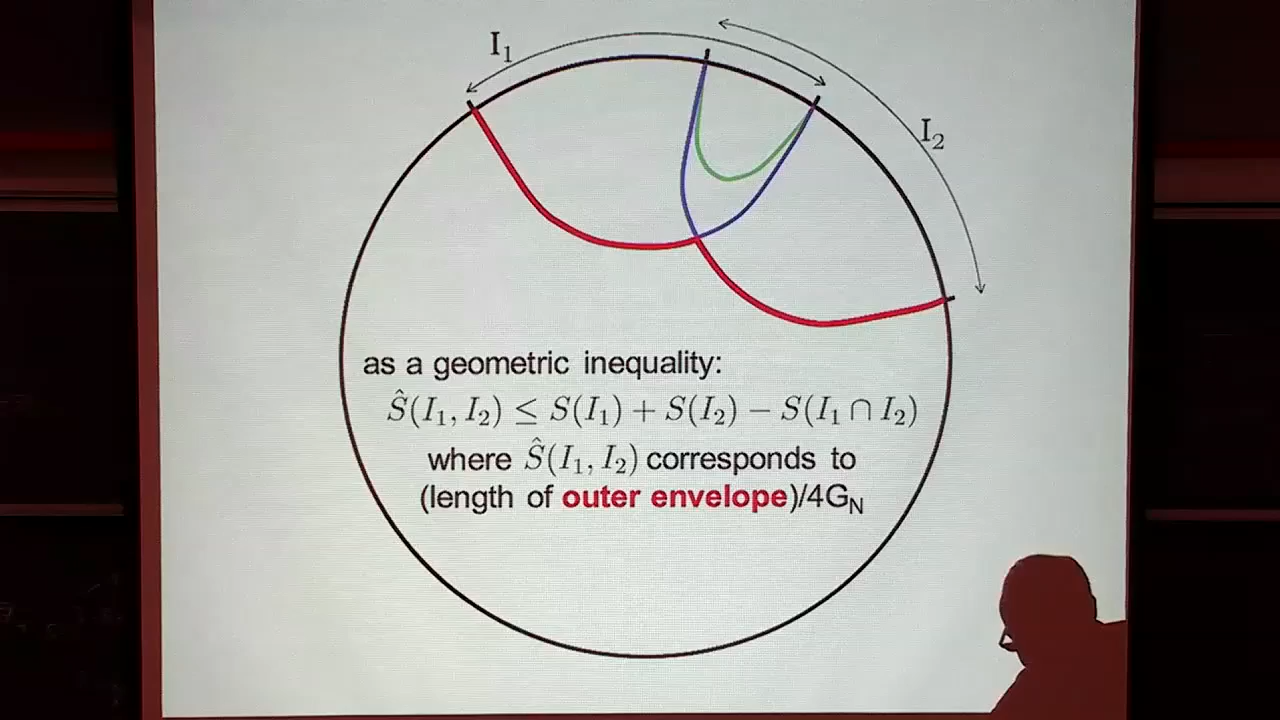 I₁
I₂
as a geometric inequality:
Ŝ(I₁, I₂) ≤ S(I₁) + S(I₂) − S(I₁ ∩ I₂)
where Ŝ(I₁, I₂) corresponds to
(length of outer envelope)/4G_N